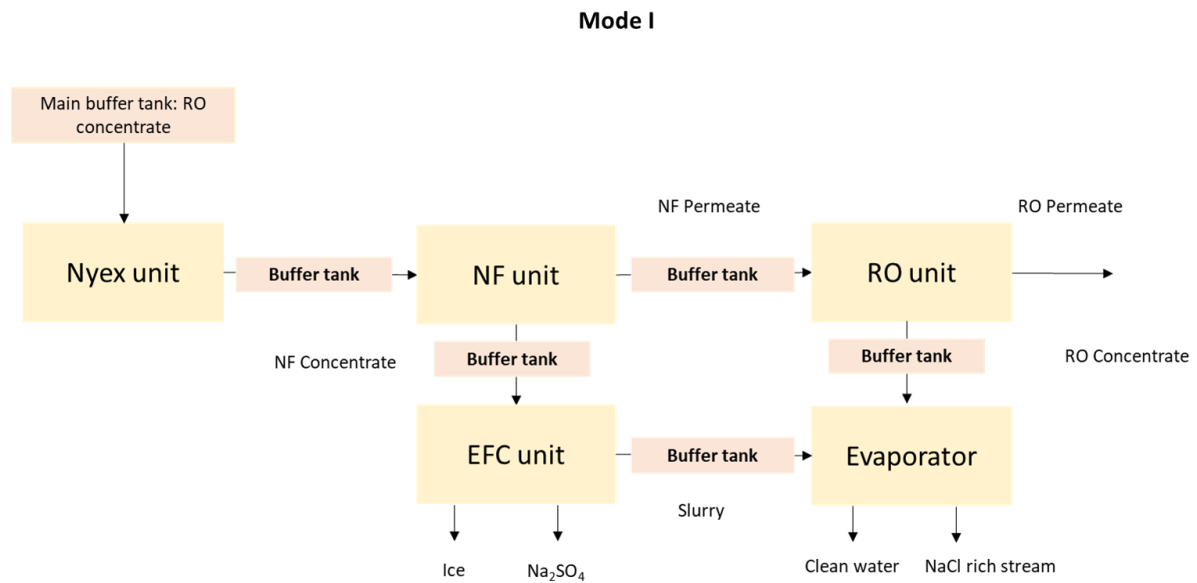 Mode I
Main buffer tank: RO
concentrate
NF Permeate
RO Permeate
Nyex unit
Buffer tank
NF unit
Buffer tank
RO unit
NF Concentrate
Buffer tank
Buffer tank
RO Concentrate
EFC unit
Buffer tank
Evaporator
Slurry
Ice
Na₂SO₄
Clean water
NaCl rich stream